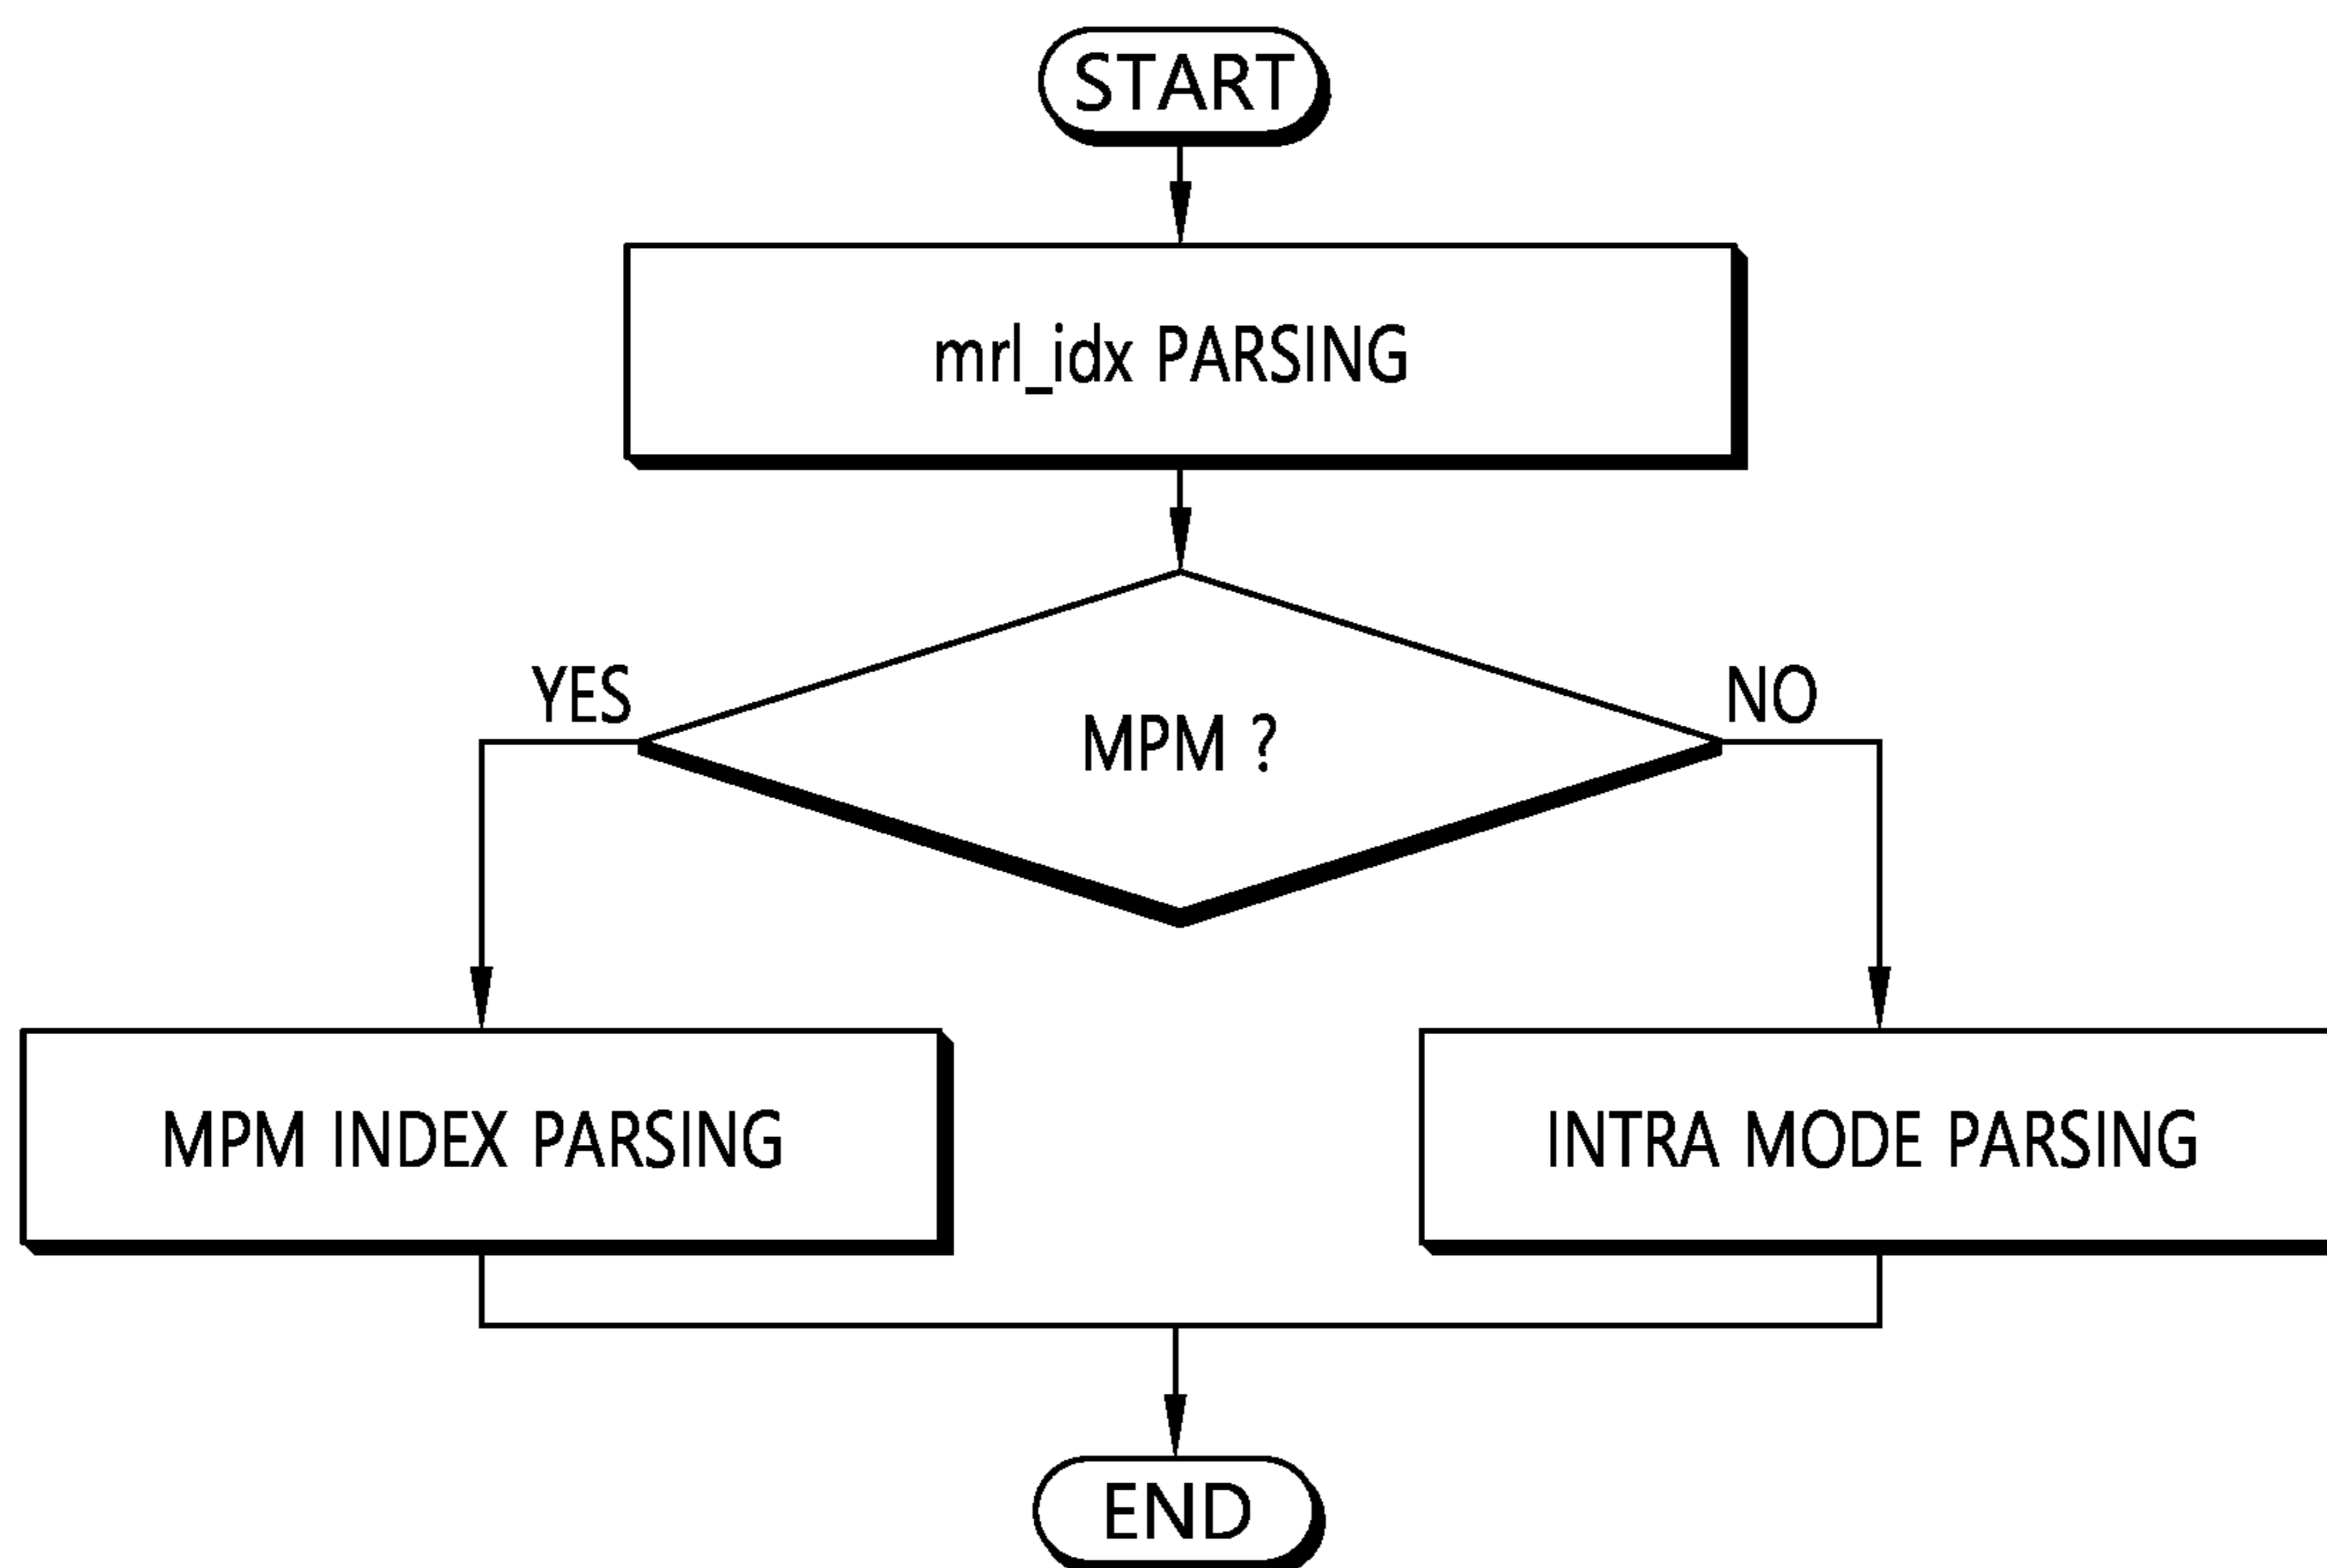 START
mrl_idx PARSING
YES
NO
MPM ?
MPM INDEX PARSING
INTRA MODE PARSING
END